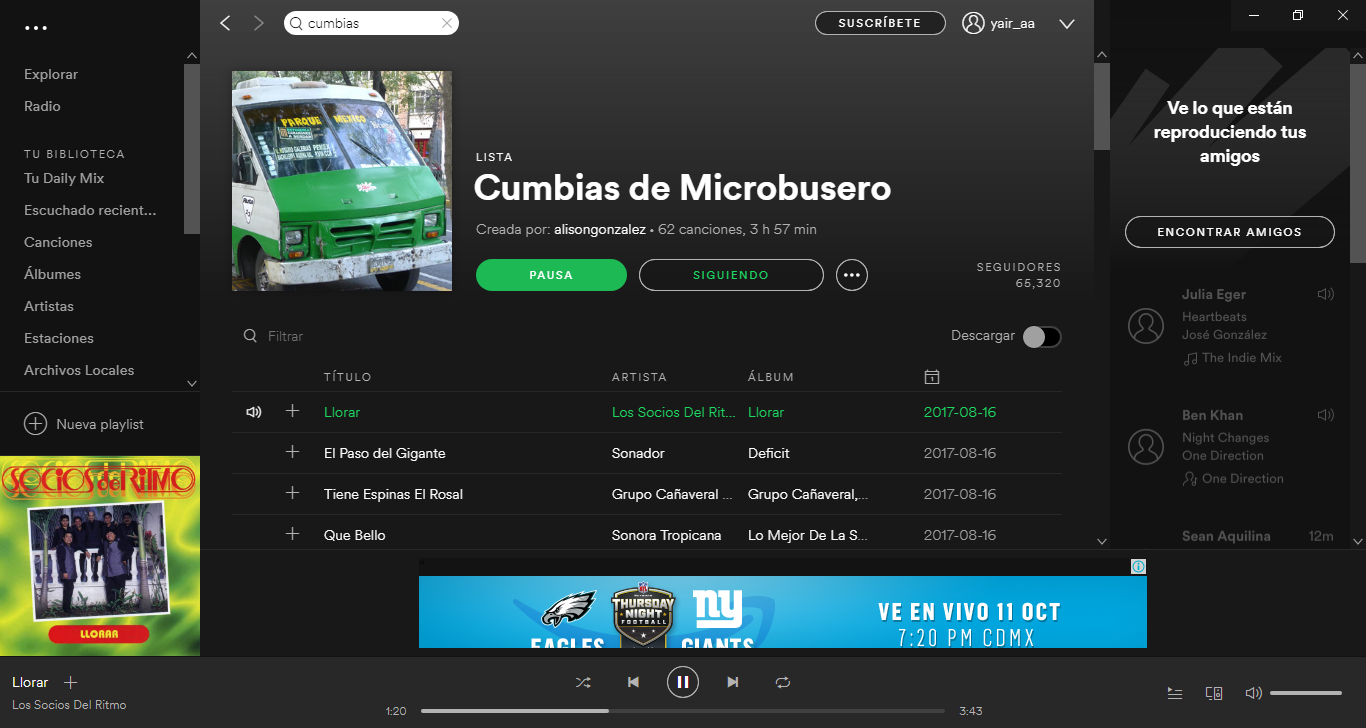 cumbias
SUSCRÍBETE
yair_aa
Explorar
Radio
TU BIBLIOTECA
Tu Daily Mix
Escuchado recient...
Canciones
Álbumes
Artistas
Estaciones
Archivos Locales
Nueva playlist
SOCIOS del RITMO
LLORAR
PARQUE MEXICO
LISTA
Cumbias de Microbusero
Creada por: alisongonzalez • 62 canciones, 3 h 57 min
PAUSA
SIGUIENDO
SEGUIDORES
65,320
Filtrar
Descargar
TÍTULO ARTISTA ÁLBUM
Llorar Los Socios Del Rit... Llorar 2017-08-16
El Paso del Gigante Sonador Deficit 2017-08-16
Tiene Espinas El Rosal Grupo Cañaveral ... Grupo Cañaveral,... 2017-08-16
Que Bello Sonora Tropicana Lo Mejor De La S... 2017-08-16
Ve lo que están
reproduciendo tus
amigos
ENCONTRAR AMIGOS
Julia Eger
Heartbeats
José González
The Indie Mix
Ben Khan
Night Changes
One Direction
One Direction
Sean Aquilina 12m
EAGLES
NFL
THURSDAY
NIGHT
FOOTBALL
ny
GIANTS
VE EN VIVO 11 OCT
7:20 PM CDMX
Llorar
Los Socios Del Ritmo
1:20
3:43